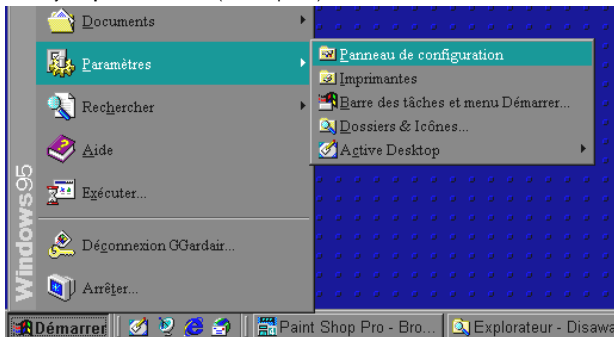 Documents
Paramètres
Panneau de configuration
Imprimantes
Barre des tâches et menu Démarrer...
Dossiers & Icônes...
Active Desktop
Rechercher
Aide
Exécuter...
Déconnexion GGardair...
Arrêter...
Windows95
Démarrer
Paint Shop Pro - Bro...
Explorateur - Disawa